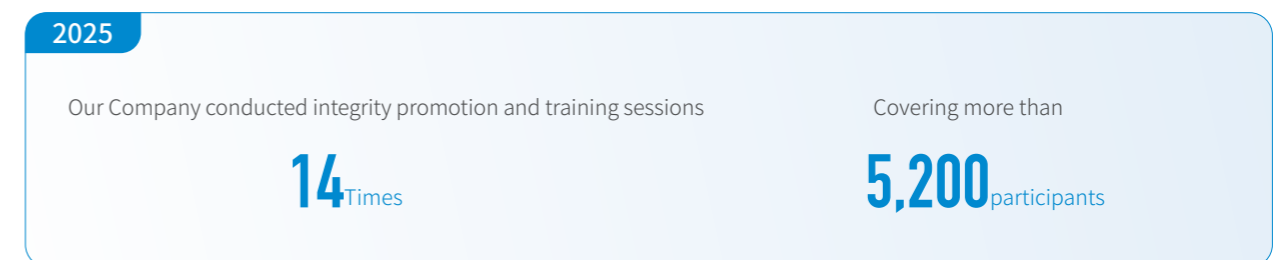 2025
Our Company conducted integrity promotion and training sessions
14Times
Covering more than
5,200participants